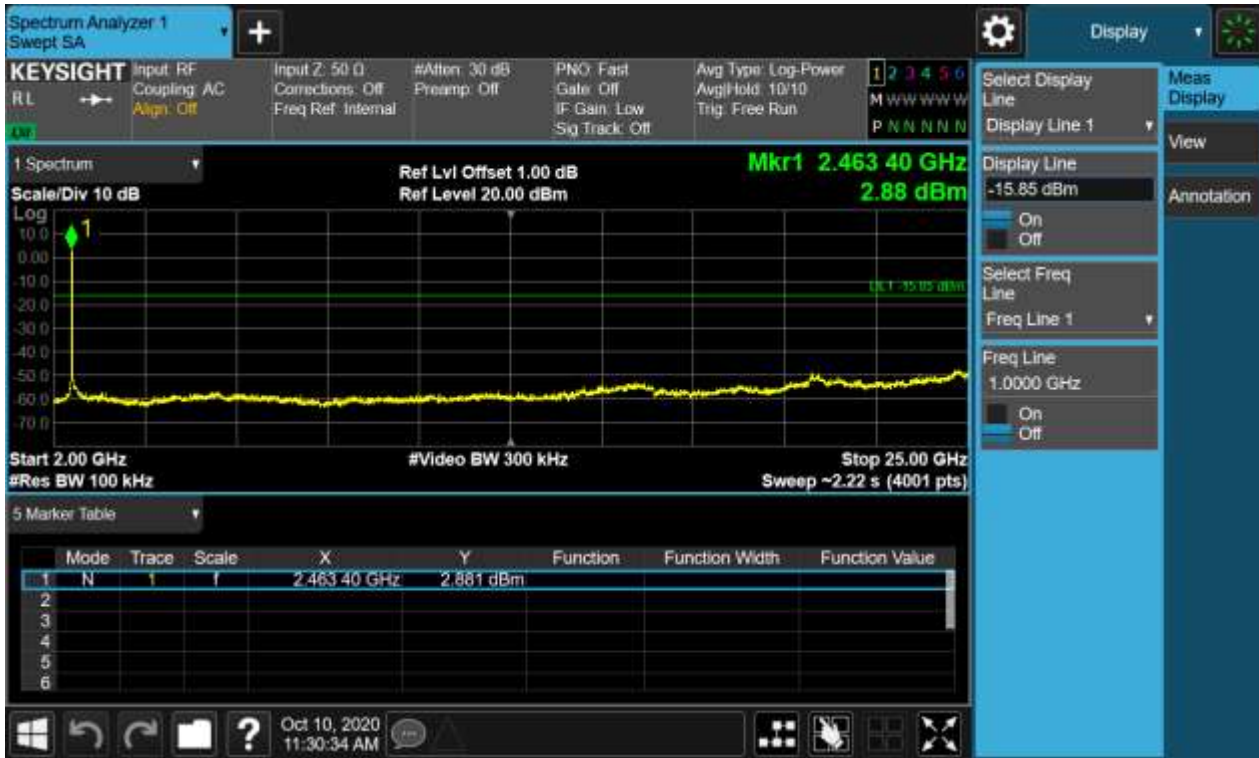 Spectrum Analyzer 1
Swept SA
+
Display
KEYSIGHT
RL
Input: RF
Coupling: AC
Align: Off
Input Z: 50 Ω
Corrections: Off
Freq Ref: Internal
#Atten: 30 dB
Preamp: Off
PNO: Fast
Gate: Off
IF Gain: Low
Sig Track: Off
Avg Type: Log-Power
Avg|Hold: 10/10
Trig: Free Run
1 2 3 4 5 6
M W W W W W
P N N N N N
1 Spectrum
Scale/Div 10 dB
Ref Lvl Offset 1.00 dB
Ref Level 20.00 dBm
Mkr1 2.463 40 GHz
2.88 dBm
Log
10.0
0.00
-10.0
-20.0
-30.0
-40.0
-50.0
-60.0
-70.0
1
DL1 -15.85 dBm
Start 2.00 GHz
#Video BW 300 kHz
Stop 25.00 GHz
#Res BW 100 kHz
Sweep ~2.22 s (4001 pts)
5 Marker Table
Mode Trace Scale X Y Function Function Width Function Value
1 N 1 f 2.463 40 GHz 2.881 dBm
2
3
4
5
6
?
Oct 10, 2020
11:30:34 AM
Select Display
Line
Display Line 1
Display Line
-15.85 dBm
On
Off
Select Freq
Line
Freq Line 1
Freq Line
1.0000 GHz
On
Off
Meas
Display
View
Annotation